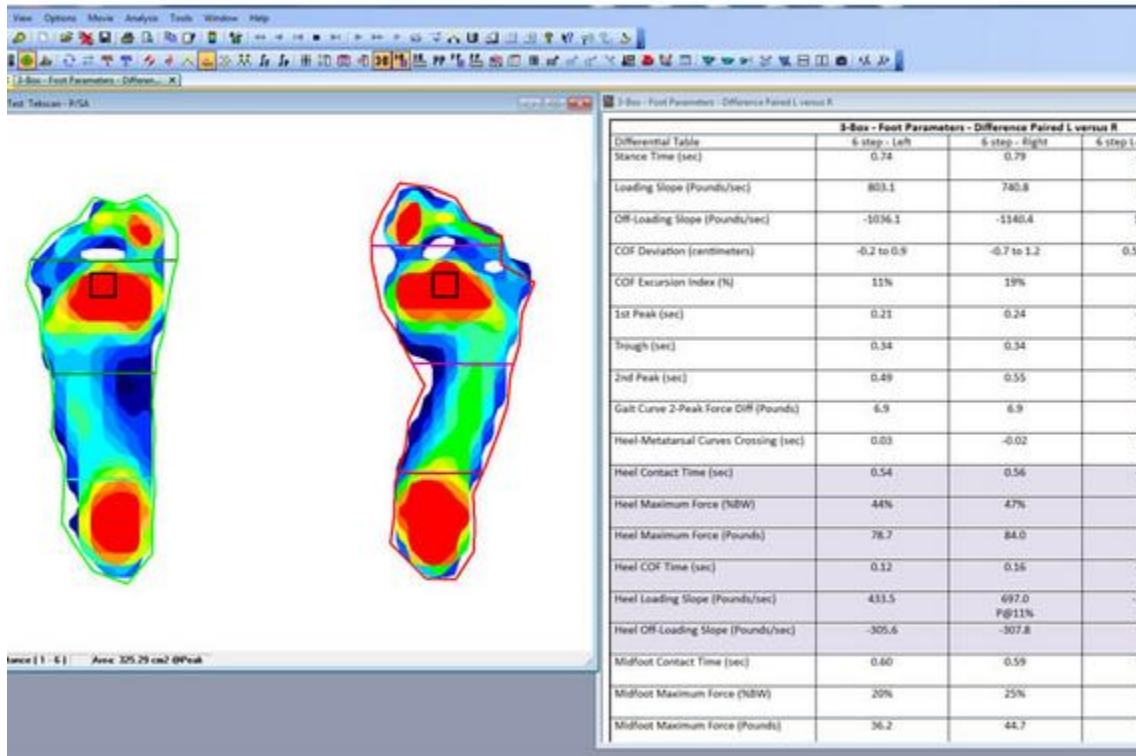 View Options Movie Analysis Tools Window Help
3-Box - Foot Parameters - Differen...
Test Tekscan - P/SA
3-Box - Foot Parameters - Difference Paired L versus R
3-Box - Foot Parameters - Difference Paired L versus R
Differential Table 6 step - Left 6 step - Right 6 step L
Stance Time (sec) 0.74 0.79
Loading Slope (Pounds/sec) 803.1 740.8
Off-Loading Slope (Pounds/sec) -1036.1 -1140.4
COF Deviation (centimeters) -0.2 to 0.9 -0.7 to 1.2 0.5
COF Excursion Index (%) 11% 19%
1st Peak (sec) 0.21 0.24
Trough (sec) 0.34 0.34
2nd Peak (sec) 0.49 0.55
Gait Curve 2-Peak Force Diff (Pounds) 6.9 6.9
Heel-Metatarsal Curves Crossing (sec) 0.03 -0.02
Heel Contact Time (sec) 0.54 0.56
Heel Maximum Force (%BW) 44% 47%
Heel Maximum Force (Pounds) 78.7 84.0
Heel COF Time (sec) 0.12 0.16
Heel Loading Slope (Pounds/sec) 433.5 697.0
P@11%
Heel Off-Loading Slope (Pounds/sec) -305.6 -307.8
Midfoot Contact Time (sec) 0.60 0.59
Midfoot Maximum Force (%BW) 20% 25%
Midfoot Maximum Force (Pounds) 36.2 44.7
tance ( 1 - 6 ) Area: 325.29 cm2 @Peak